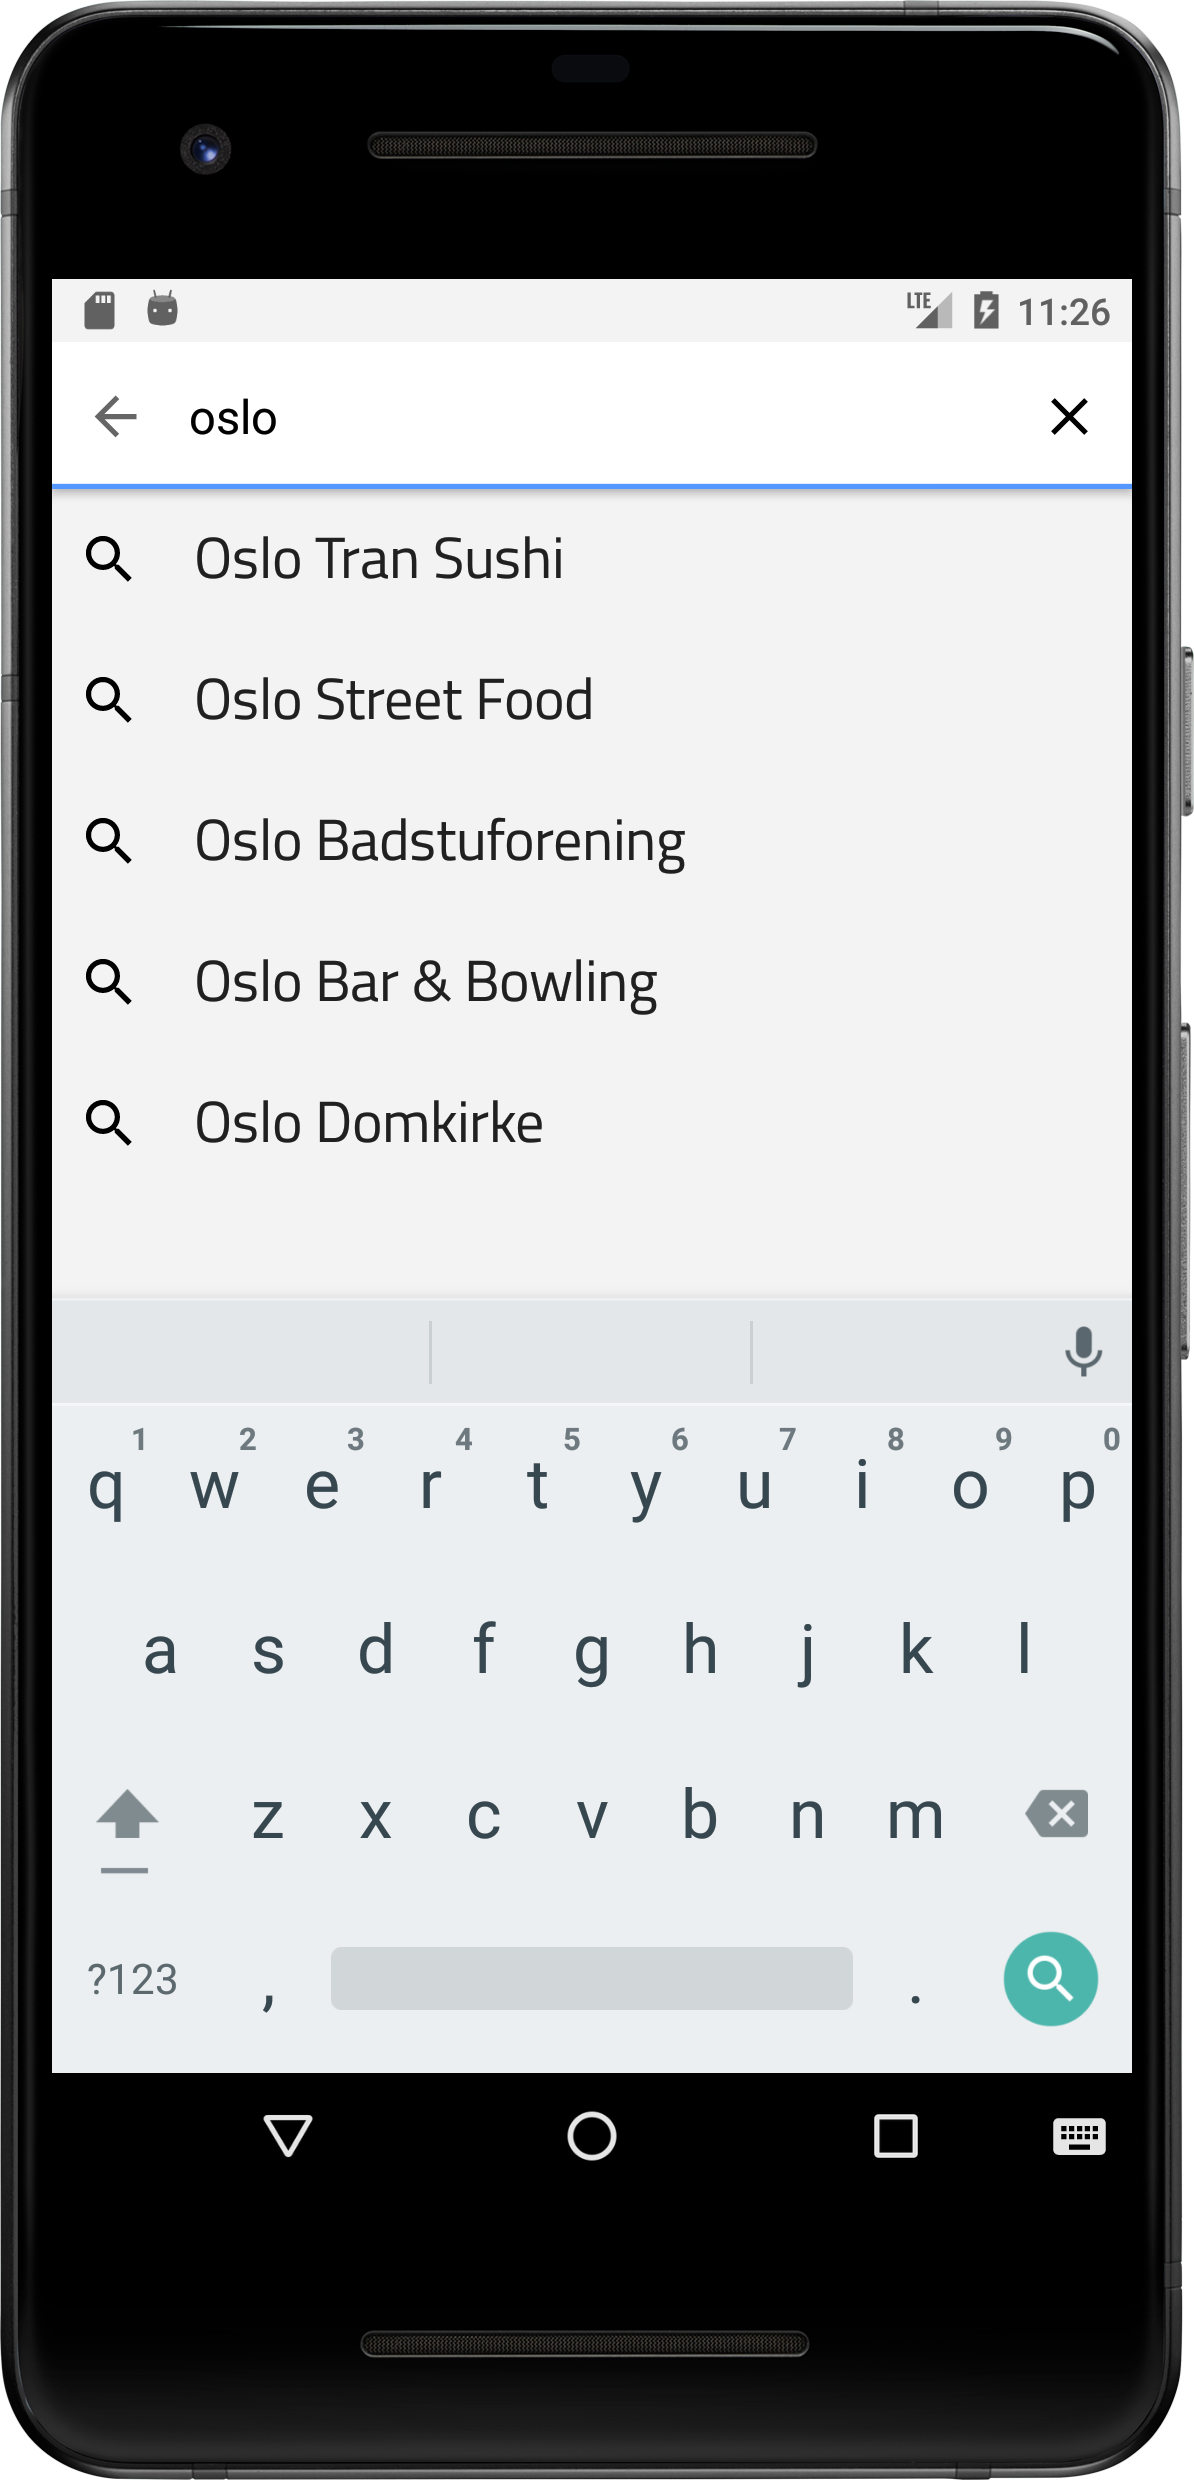 LTE 11:26
oslo
Oslo Tran Sushi
Oslo Street Food
Oslo Badstuforening
Oslo Bar & Bowling
Oslo Domkirke
1 2 3 4 5 6 7 8 9 0
q w e r t y u i o p
a s d f g h j k l
z x c v b n m
?123 , .